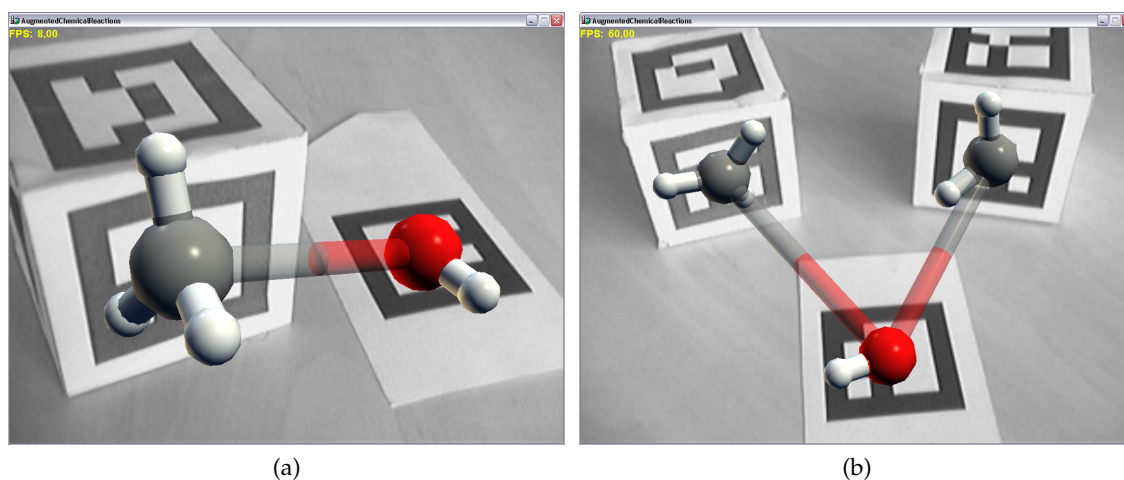 AugmentedChemicalReactions
FPS: 8,00
AugmentedChemicalReactions
FPS: 60,00
(a)
(b)